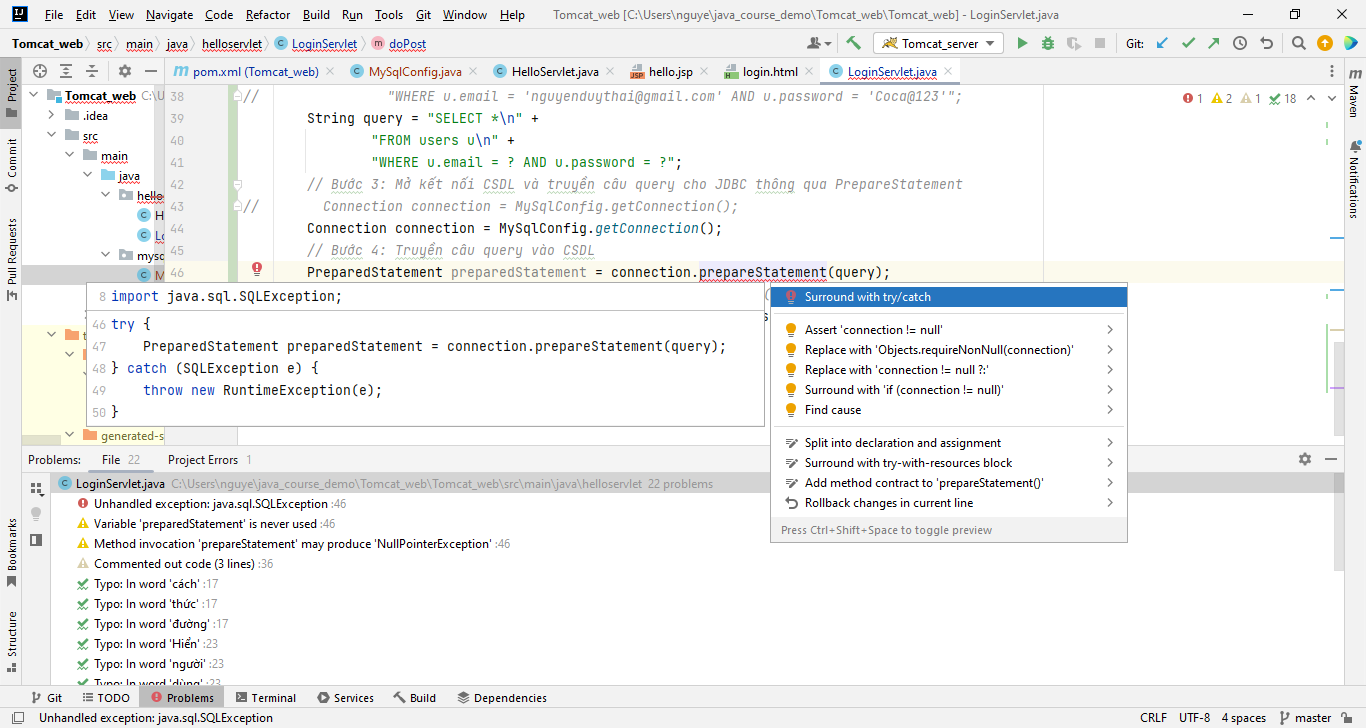 File Edit View Navigate Code Refactor Build Run Tools Git Window Help Tomcat_web [C:\Users\nguye\java_course_demo\Tomcat_web\Tomcat_web] - LoginServlet.java
Tomcat_web src main java helloservlet LoginServlet doPost Tomcat_server Git:
pom.xml (Tomcat_web) MySqlConfig.java HelloServlet.java hello.jsp login.html LoginServlet.java
Project
Commit
Pull Requests
Bookmarks
Structure
Maven
Notifications
Tomcat_web C:\U
.idea
src
main
java
hello
H
Lo
mysc
M
t
generated-s
1 2 1 18
38 // "WHERE u.email = 'nguyenduythai@gmail.com' AND u.password = 'Coca@123'";
39 String query = "SELECT *\n" +
40 "FROM users u\n" +
41 "WHERE u.email = ? AND u.password = ?";
42 // Bước 3: Mở kết nối CSDL và truyền câu query cho JDBC thông qua PrepareStatement
43 // Connection connection = MySqlConfig.getConnection();
44 Connection connection = MySqlConfig.getConnection();
45 // Bước 4: Truyền câu query vào CSDL
46 PreparedStatement preparedStatement = connection.prepareStatement(query);
8 import java.sql.SQLException;
46 try {
47 PreparedStatement preparedStatement = connection.prepareStatement(query);
48 } catch (SQLException e) {
49 throw new RuntimeException(e);
50 }
Surround with try/catch
Assert 'connection != null'
Replace with 'Objects.requireNonNull(connection)'
Replace with 'connection != null ?:'
Surround with 'if (connection != null)'
Find cause
Split into declaration and assignment
Surround with try-with-resources block
Add method contract to 'prepareStatement()'
Rollback changes in current line
Press Ctrl+Shift+Space to toggle preview
Problems: File 22 Project Errors 1
LoginServlet.java C:\Users\nguye\java_course_demo\Tomcat_web\Tomcat_web\src\main\java\helloservlet 22 problems
Unhandled exception: java.sql.SQLException :46
Variable 'preparedStatement' is never used :46
Method invocation 'prepareStatement' may produce 'NullPointerException' :46
Commented out code (3 lines) :36
Typo: In word 'cách' :17
Typo: In word 'thức' :17
Typo: In word 'đường' :17
Typo: In word 'Hiển' :23
Typo: In word 'người' :23
Typo: In word 'dùng' :23
Git TODO Problems Terminal Services Build Dependencies
Unhandled exception: java.sql.SQLException CRLF UTF-8 4 spaces master